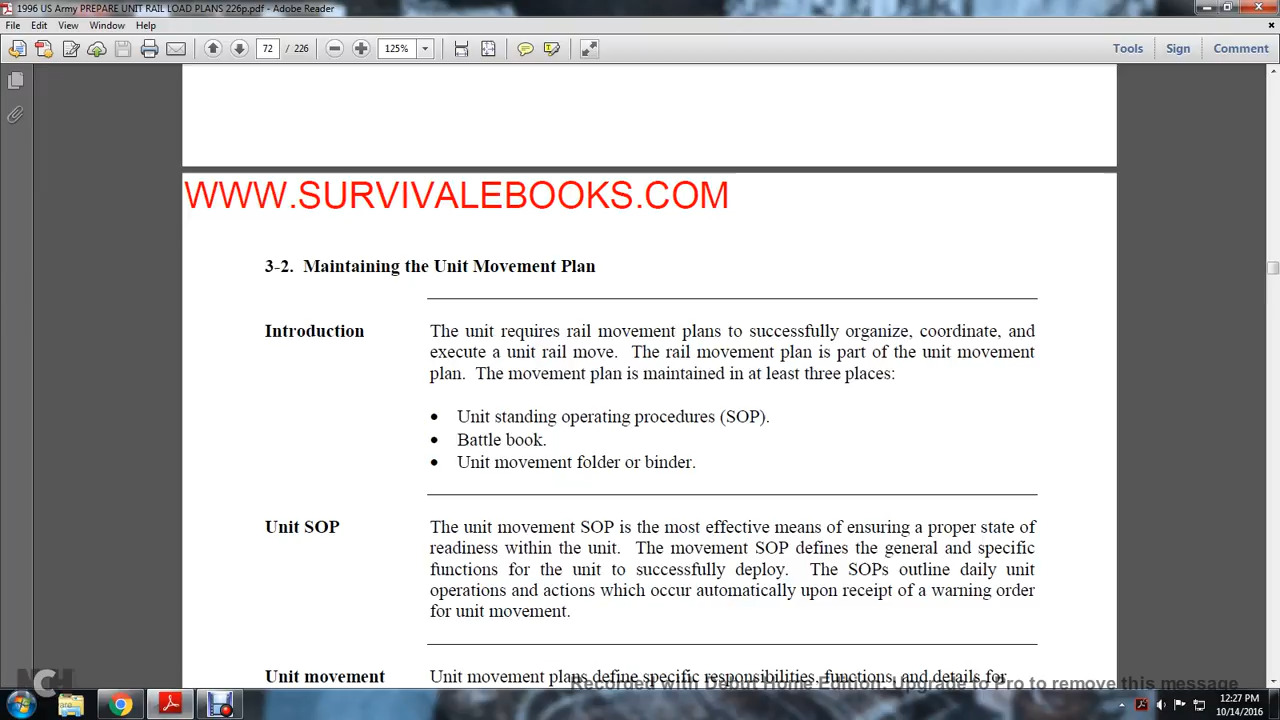 1996 US Army PREPARE UNIT RAIL LOAD PLANS 226p.pdf - Adobe Reader
File Edit View Window Help
72 / 226 125% Tools Sign Comment
WWW.SURVIVALEBOOKS.COM
3-2. Maintaining the Unit Movement Plan
Introduction The unit requires rail movement plans to successfully organize, coordinate, and
execute a unit rail move. The rail movement plan is part of the unit movement
plan. The movement plan is maintained in at least three places:
• Unit standing operating procedures (SOP).
• Battle book.
• Unit movement folder or binder.
Unit SOP The unit movement SOP is the most effective means of ensuring a proper state of
readiness within the unit. The movement SOP defines the general and specific
functions for the unit to successfully deploy. The SOPs outline daily unit
operations and actions which occur automatically upon receipt of a warning order
for unit movement.
Unit movement Unit movement plans define specific responsibilities, functions, and details for
Recorded with Debut Home Edition. Upgrade to Pro to remove this message
NCH
12:27 PM
10/14/2016